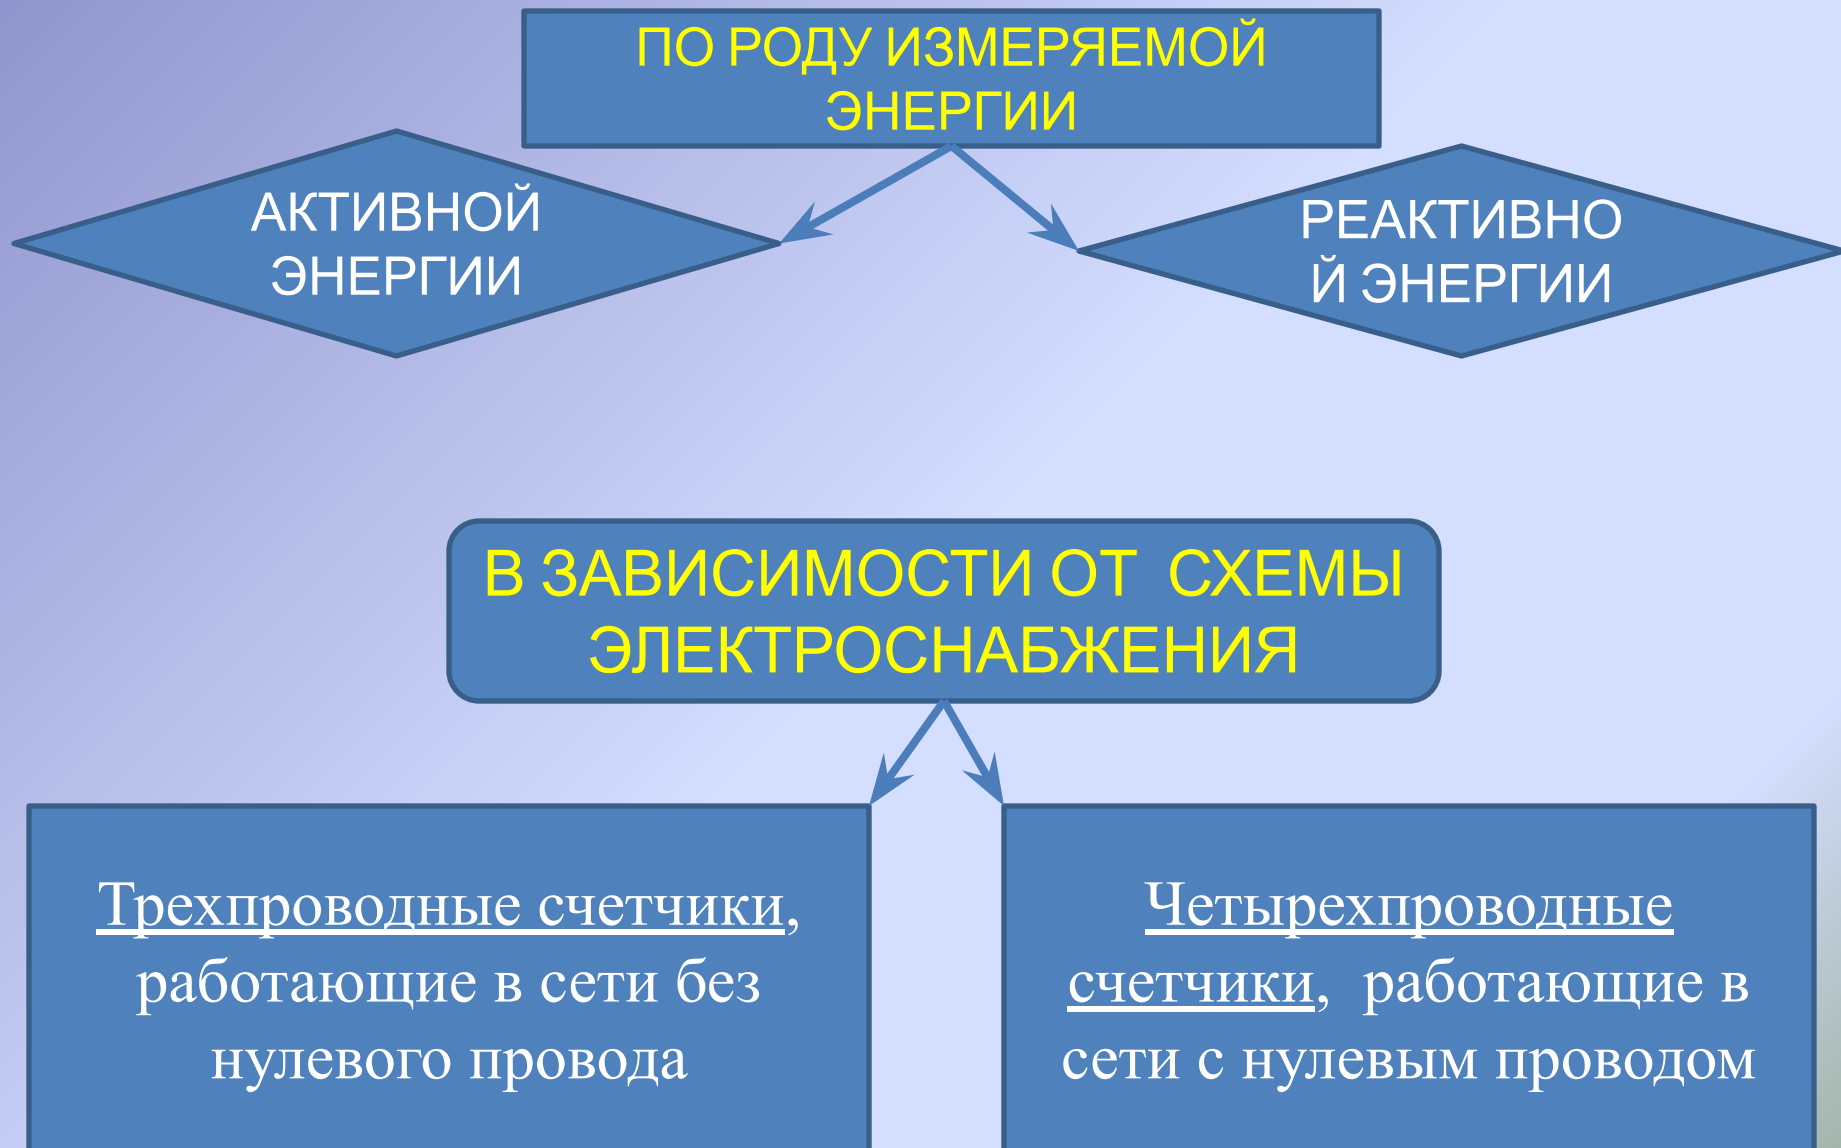 ПО РОДУ ИЗМЕРЯЕМОЙ
ЭНЕРГИИ
АКТИВНОЙ
ЭНЕРГИИ
РЕАКТИВНО
Й ЭНЕРГИИ
В ЗАВИСИМОСТИ ОТ СХЕМЫ
ЭЛЕКТРОСНАБЖЕНИЯ
Трехпроводные счетчики,
работающие в сети без
нулевого провода
Четырехпроводные
счетчики, работающие в
сети с нулевым проводом